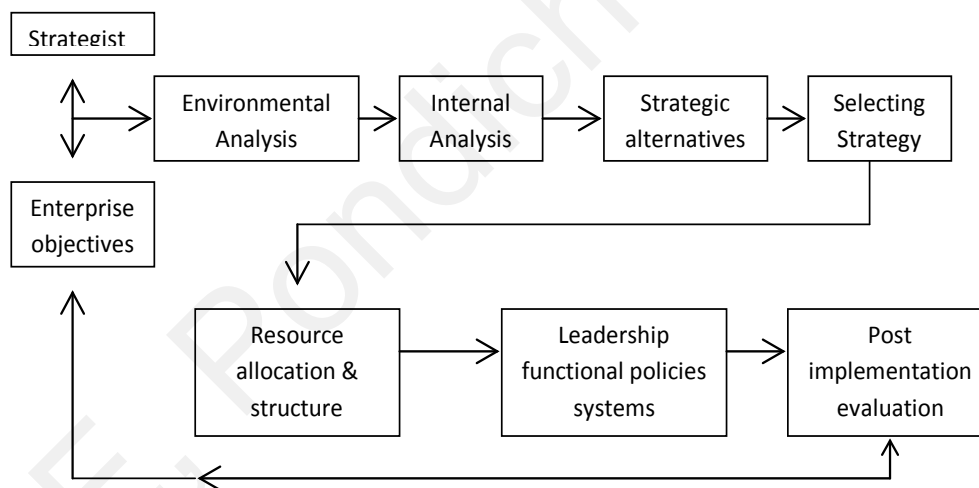 Strategist
Environmental
Analysis
Internal
Analysis
Strategic
alternatives
Selecting
Strategy
Enterprise
objectives
Resource
allocation &
structure
Leadership
functional policies
systems
Post
implementation
evaluation